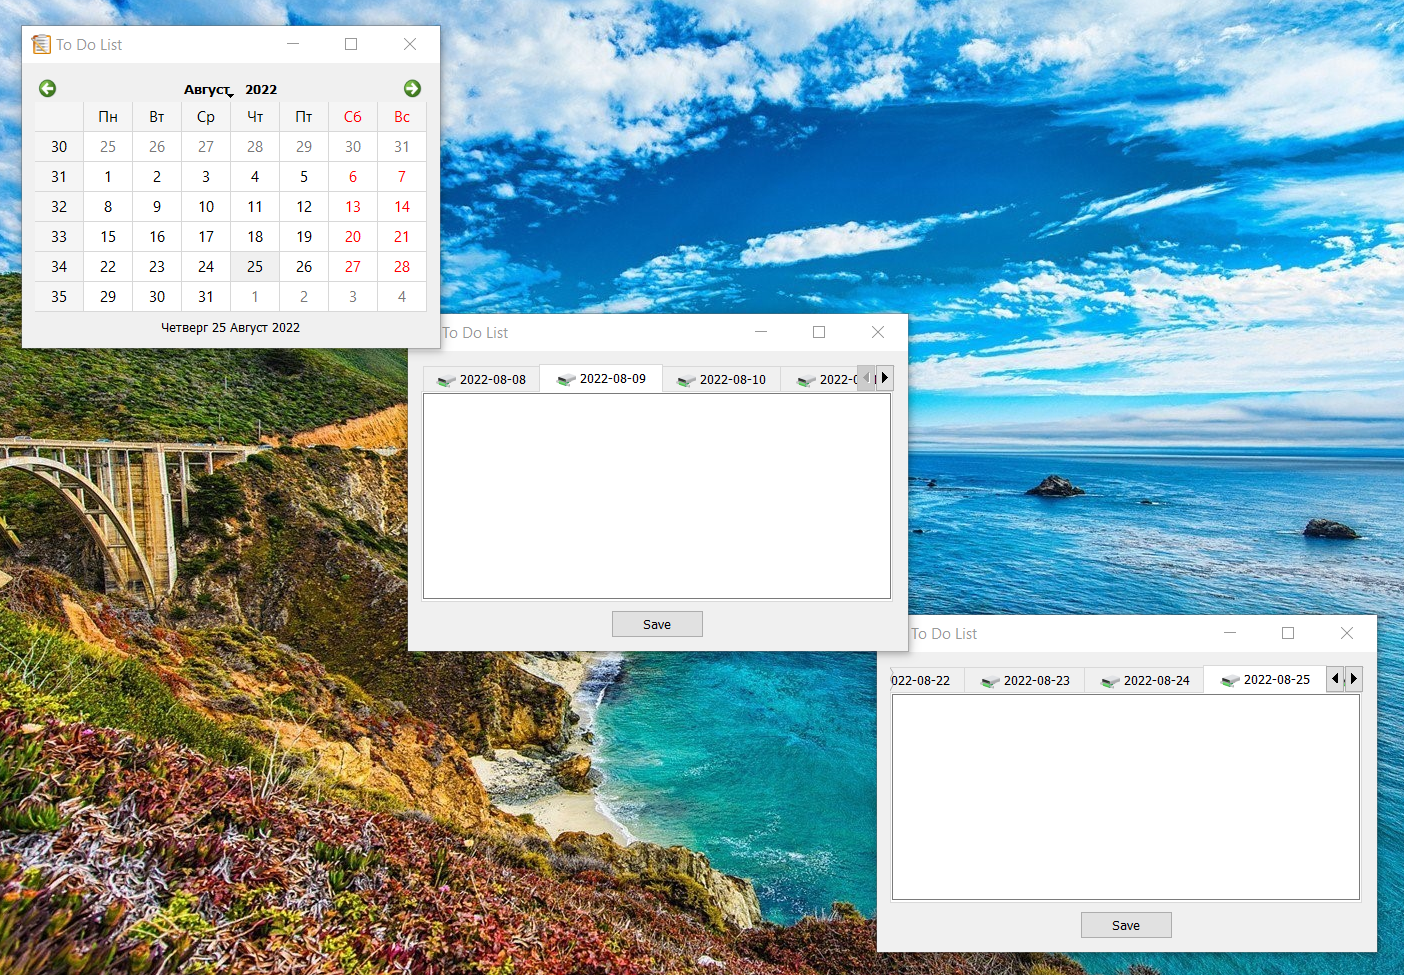 To Do List
Август 2022
Пн Вт Ср Чт Пт Сб Вс
30 25 26 27 28 29 30 31
31 1 2 3 4 5 6 7
32 8 9 10 11 12 13 14
33 15 16 17 18 19 20 21
34 22 23 24 25 26 27 28
35 29 30 31 1 2 3 4
Четверг 25 Август 2022
To Do List
2022-08-08 2022-08-09 2022-08-10
Save
To Do List
022-08-22 2022-08-23 2022-08-24 2022-08-25
Save